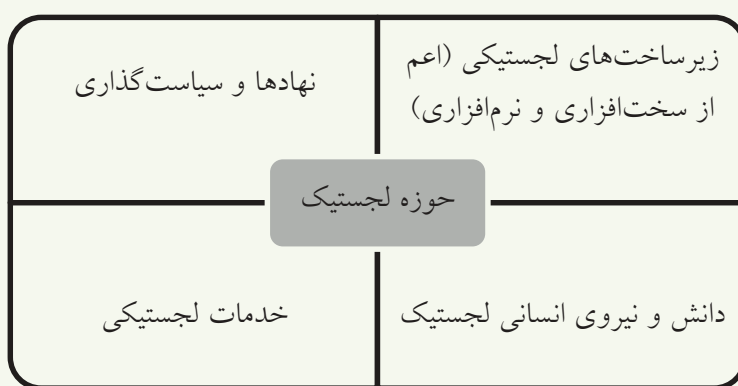 زیرساخت‌های لجستیکی (اعم
از سخت‌افزاری و نرم‌افزاری)
نهادها و سیاست‌گذاری
حوزه لجستیک
دانش و نیروی انسانی لجستیک
خدمات لجستیکی